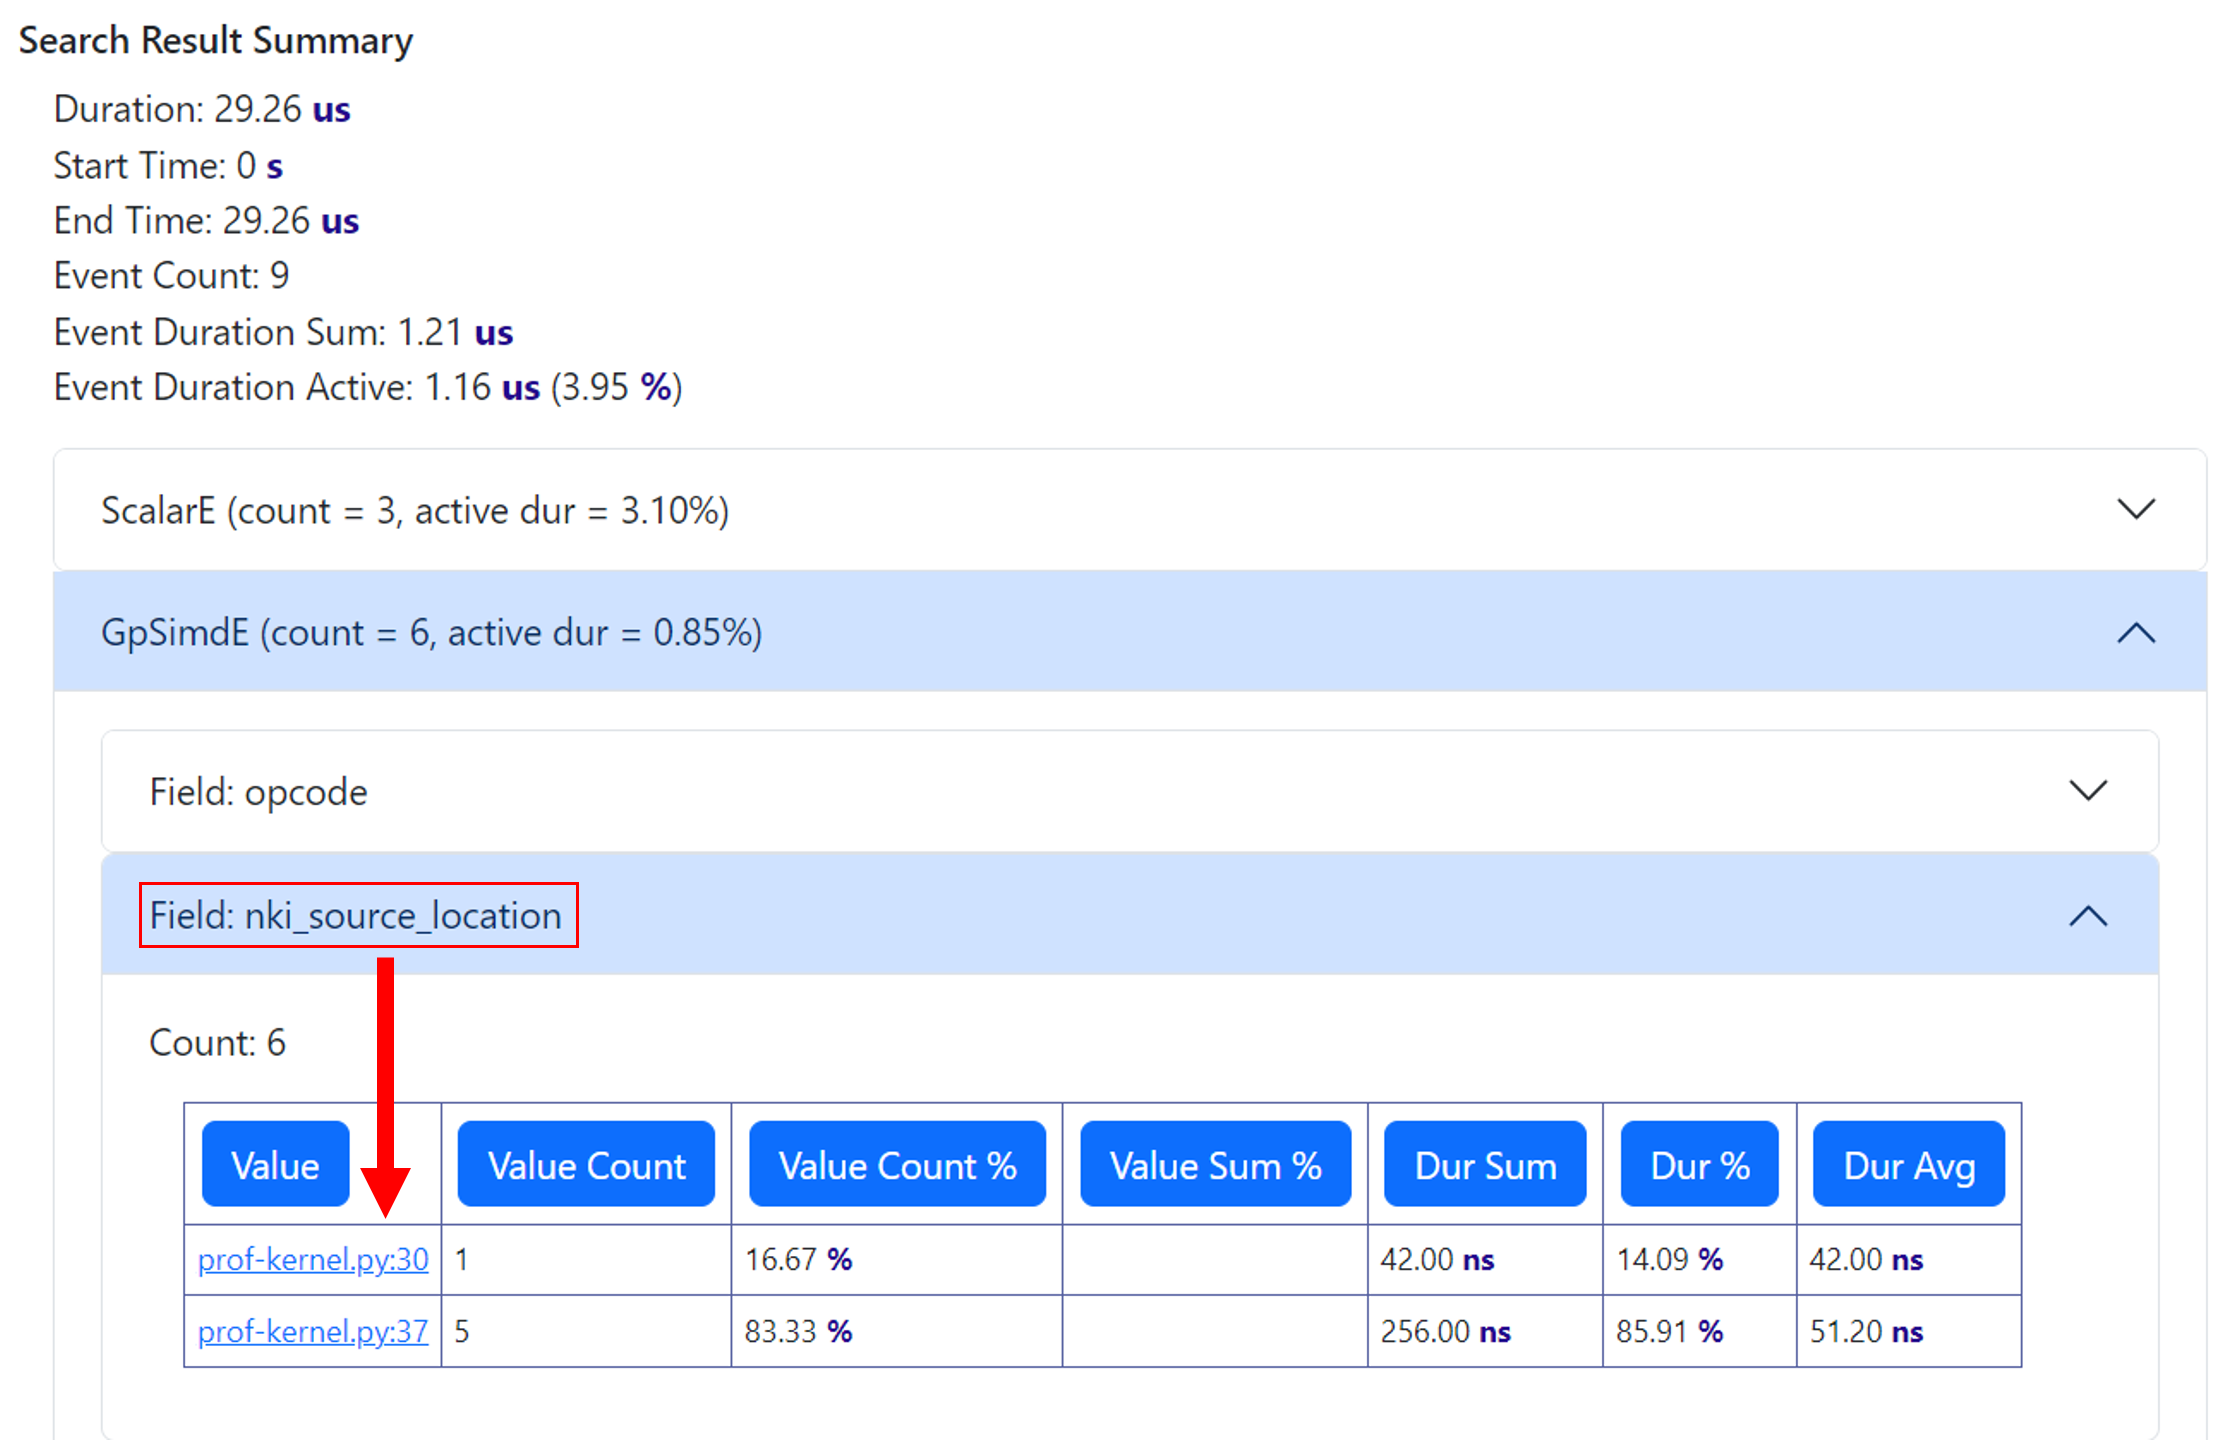 Search Result Summary
Duration: 29.26 us
Start Time: 0 s
End Time: 29.26 us
Event Count: 9
Event Duration Sum: 1.21 us
Event Duration Active: 1.16 us (3.95 %)
ScalarE (count = 3, active dur = 3.10%)
GpSimdE (count = 6, active dur = 0.85%)
Field: opcode
Field: nki_source_location
Count: 6
Value Value Count Value Count % Value Sum % Dur Sum Dur % Dur Avg
prof-kernel.py:30 1 16.67 % 42.00 ns 14.09 % 42.00 ns
prof-kernel.py:37 5 83.33 % 256.00 ns 85.91 % 51.20 ns